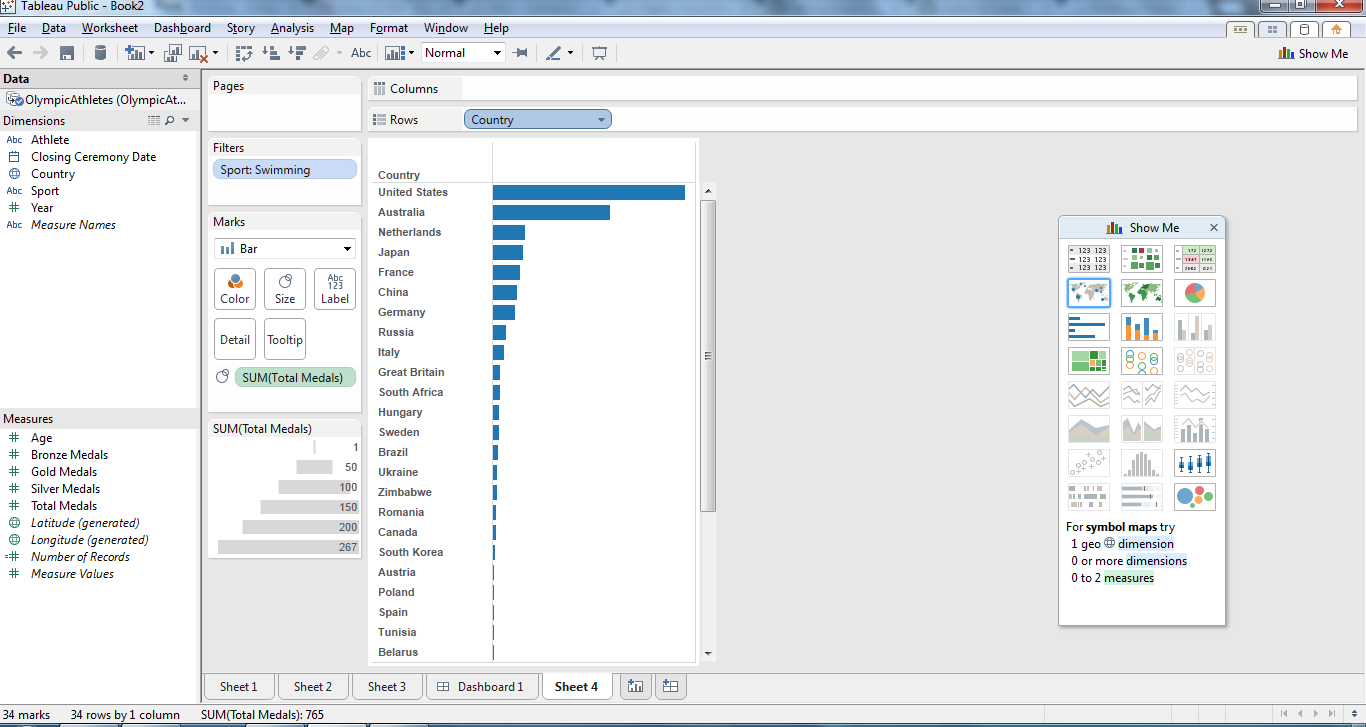 Tableau Public - Book2
File Data Worksheet Dashboard Story Analysis Map Format Window Help
Abc Normal Show Me
Data
OlympicAthletes (OlympicAt...
Dimensions
Abc Athlete
Closing Ceremony Date
Country
Abc Sport
Year
Abc Measure Names
Measures
Age
Bronze Medals
Gold Medals
Silver Medals
Total Medals
Latitude (generated)
Longitude (generated)
Number of Records
Measure Values
Pages
Filters
Sport: Swimming
Marks
Bar
Abc
123
Color Size Label
Detail Tooltip
SUM(Total Medals)
SUM(Total Medals)
1
50
100
150
200
267
Columns
Rows Country
Country
United States
Australia
Netherlands
Japan
France
China
Germany
Russia
Italy
Great Britain
South Africa
Hungary
Sweden
Brazil
Ukraine
Zimbabwe
Romania
Canada
South Korea
Austria
Poland
Spain
Tunisia
Belarus
Show Me
123 123
123 123
123 123
For symbol maps try
1 geo dimension
0 or more dimensions
0 to 2 measures
Sheet 1 Sheet 2 Sheet 3 Dashboard 1 Sheet 4
34 marks 34 rows by 1 column SUM(Total Medals): 765